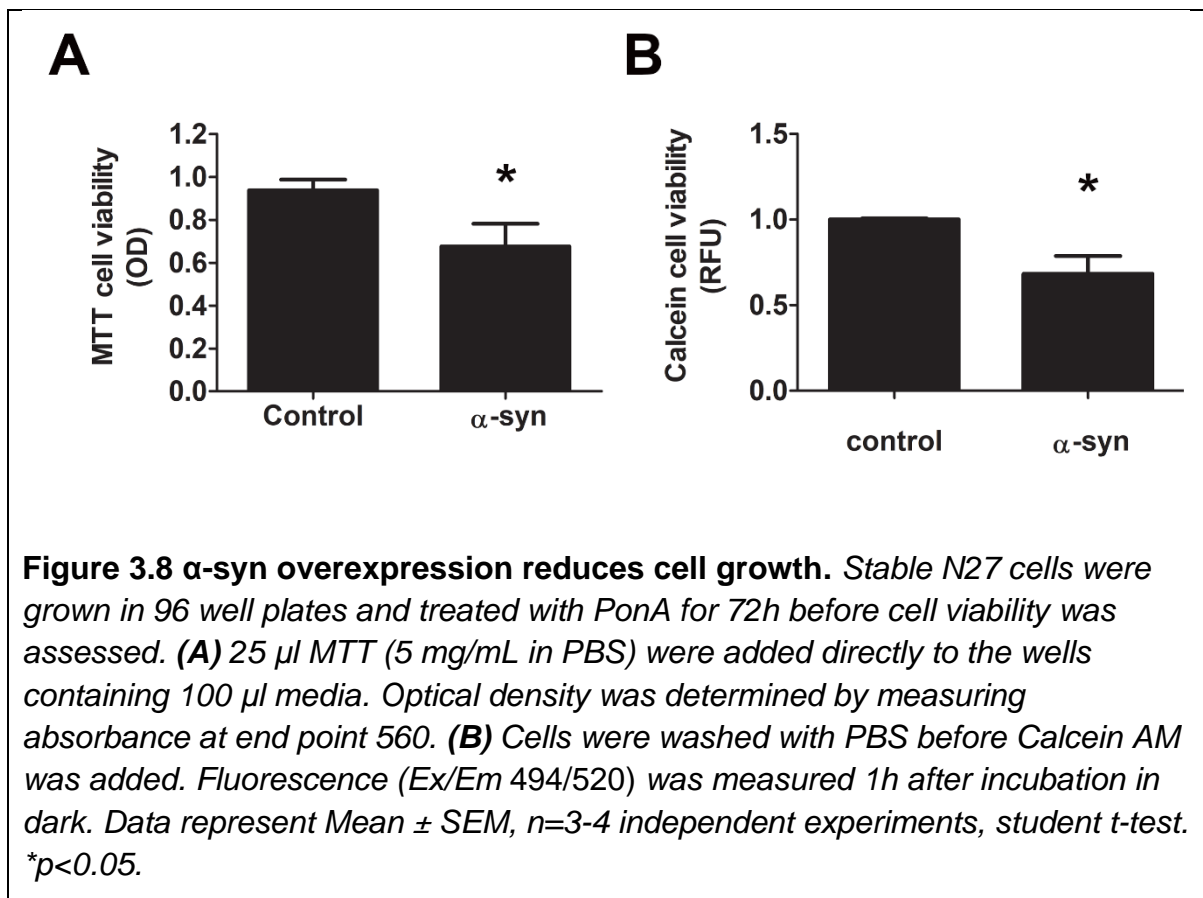 A
B
MTT cell viability
(OD)
1.2
1.0
0.8
0.6
0.4
0.2
0.0
Control
α-syn
*
Calcein cell viability
(RFU)
1.5
1.0
0.5
0.0
control
α-syn
*
Figure 3.8 α-syn overexpression reduces cell growth. Stable N27 cells were
grown in 96 well plates and treated with PonA for 72h before cell viability was
assessed. (A) 25 µl MTT (5 mg/mL in PBS) were added directly to the wells
containing 100 µl media. Optical density was determined by measuring
absorbance at end point 560. (B) Cells were washed with PBS before Calcein AM
was added. Fluorescence (Ex/Em 494/520) was measured 1h after incubation in
dark. Data represent Mean ± SEM, n=3-4 independent experiments, student t-test.
*p<0.05.